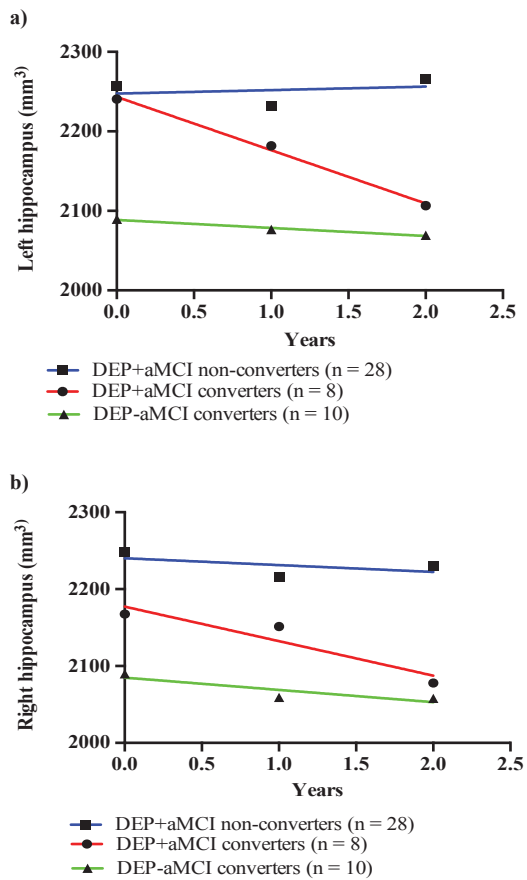 a)
2300
2200
2100
2000
Left hippocampus (mm³)
0.0 0.5 1.0 1.5 2.0 2.5
Years
DEP+aMCI non-converters (n = 28)
DEP+aMCI converters (n = 8)
DEP-aMCI converters (n = 10)
b)
2300
2200
2100
2000
Right hippocampus (mm³)
0.0 0.5 1.0 1.5 2.0 2.5
Years
DEP+aMCI non-converters (n = 28)
DEP+aMCI converters (n = 8)
DEP-aMCI converters (n = 10)